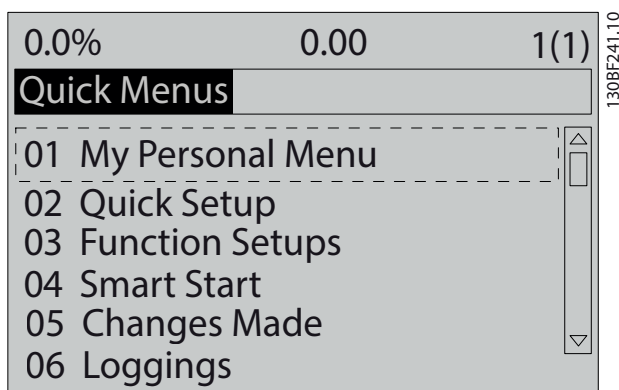 0.0% 0.00 1(1)
Quick Menus
01 My Personal Menu
02 Quick Setup
03 Function Setups
04 Smart Start
05 Changes Made
06 Loggings
130BF241.10